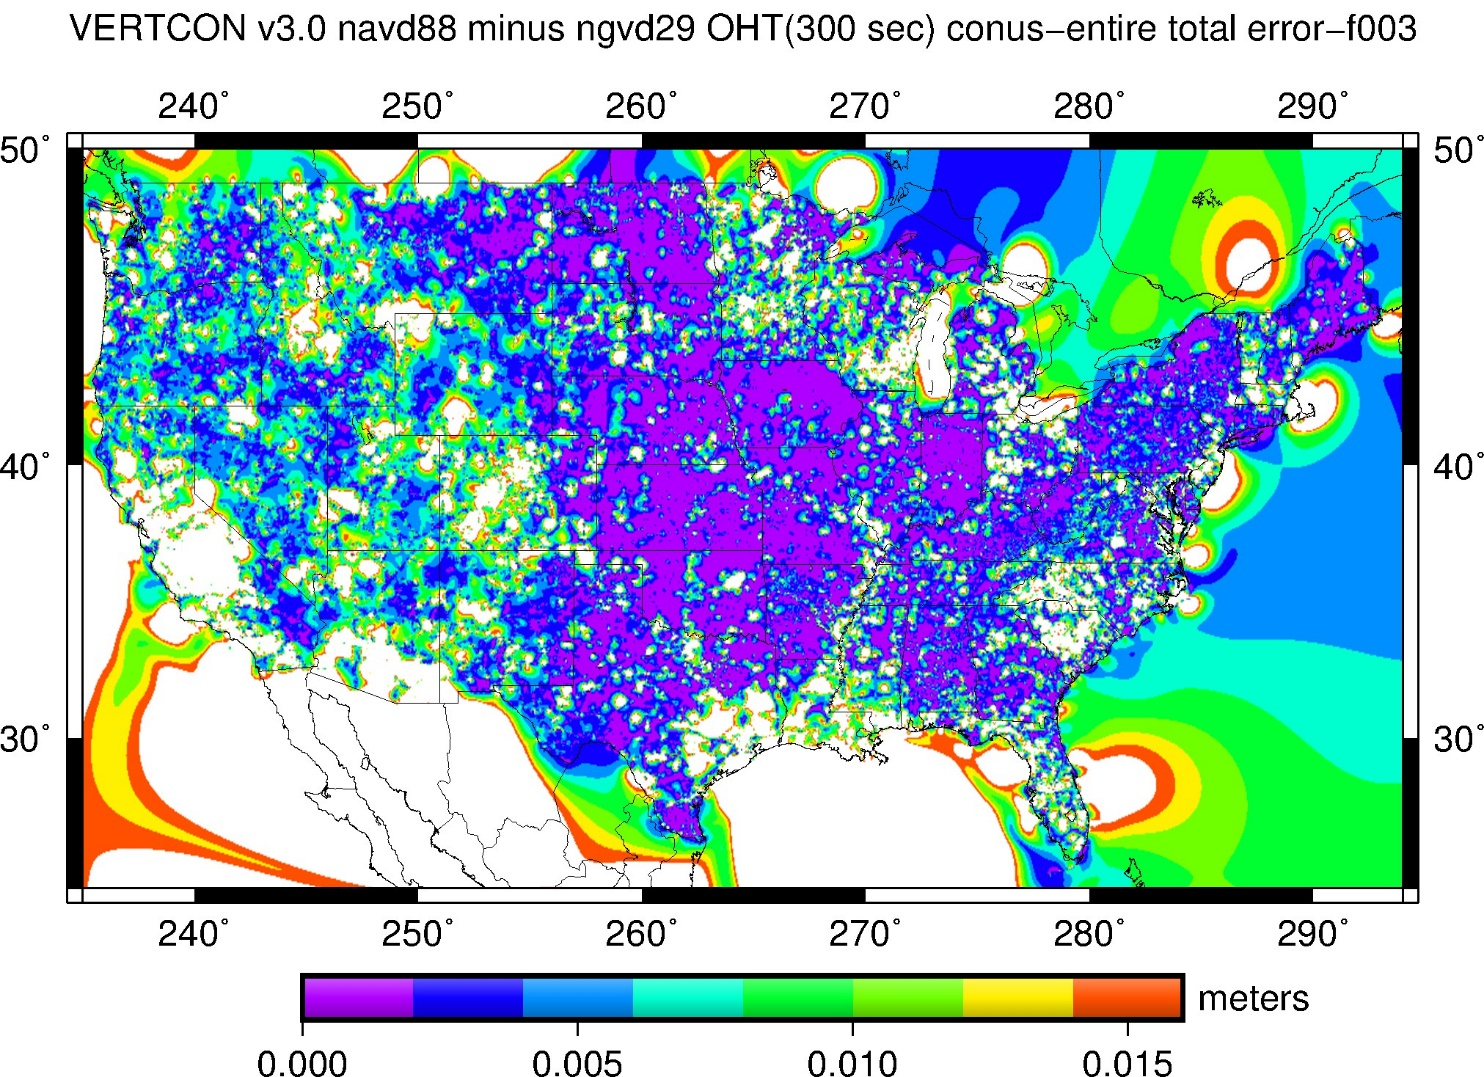 VERTCON v3.0 navd88 minus ngvd29 OHT(300 sec) conus−entire total error−f003
240˚ 250˚ 260˚ 270˚ 280˚ 290˚
50˚ 50˚
40˚ 40˚
30˚ 30˚
240˚ 250˚ 260˚ 270˚ 280˚ 290˚
meters
0.000 0.005 0.010 0.015